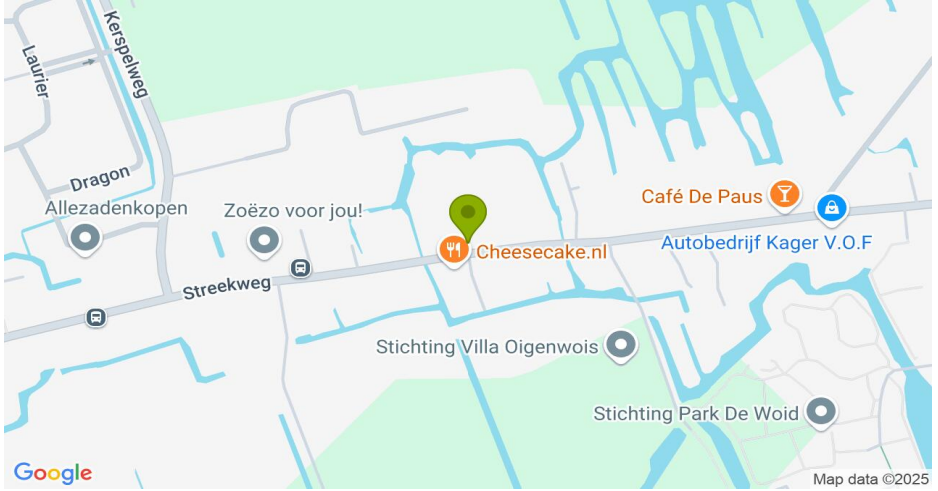 Kerspelweg
Laurier
Dragon
Allezadenkopen
Zoëzo voor jou!
Café De Paus
Autobedrijf Kager V.O.F
Cheesecake.nl
Streekweg
Stichting Villa Oigenwois
Stichting Park De Woid
Google
Map data ©2025